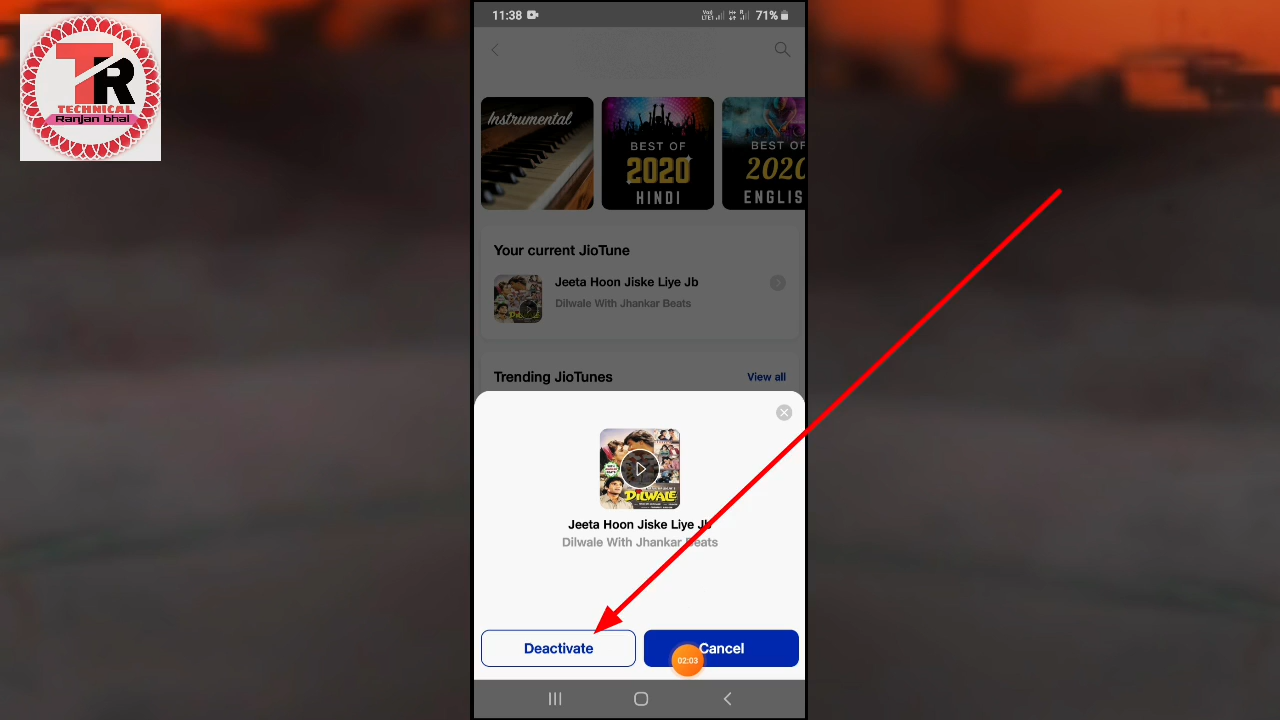 TR
TECHNICAL
Ranjan bhal
11:38
71%
Instrumental
BEST OF
2020
HINDI
BEST OF
2020
ENGLIS
Your current JioTune
Jeeta Hoon Jiske Liye Jb
Dilwale With Jhankar Beats
Trending JioTunes
View all
DILWALE
Jeeta Hoon Jiske Liye Jb
Dilwale With Jhankar Beats
Deactivate
Cancel
02:03